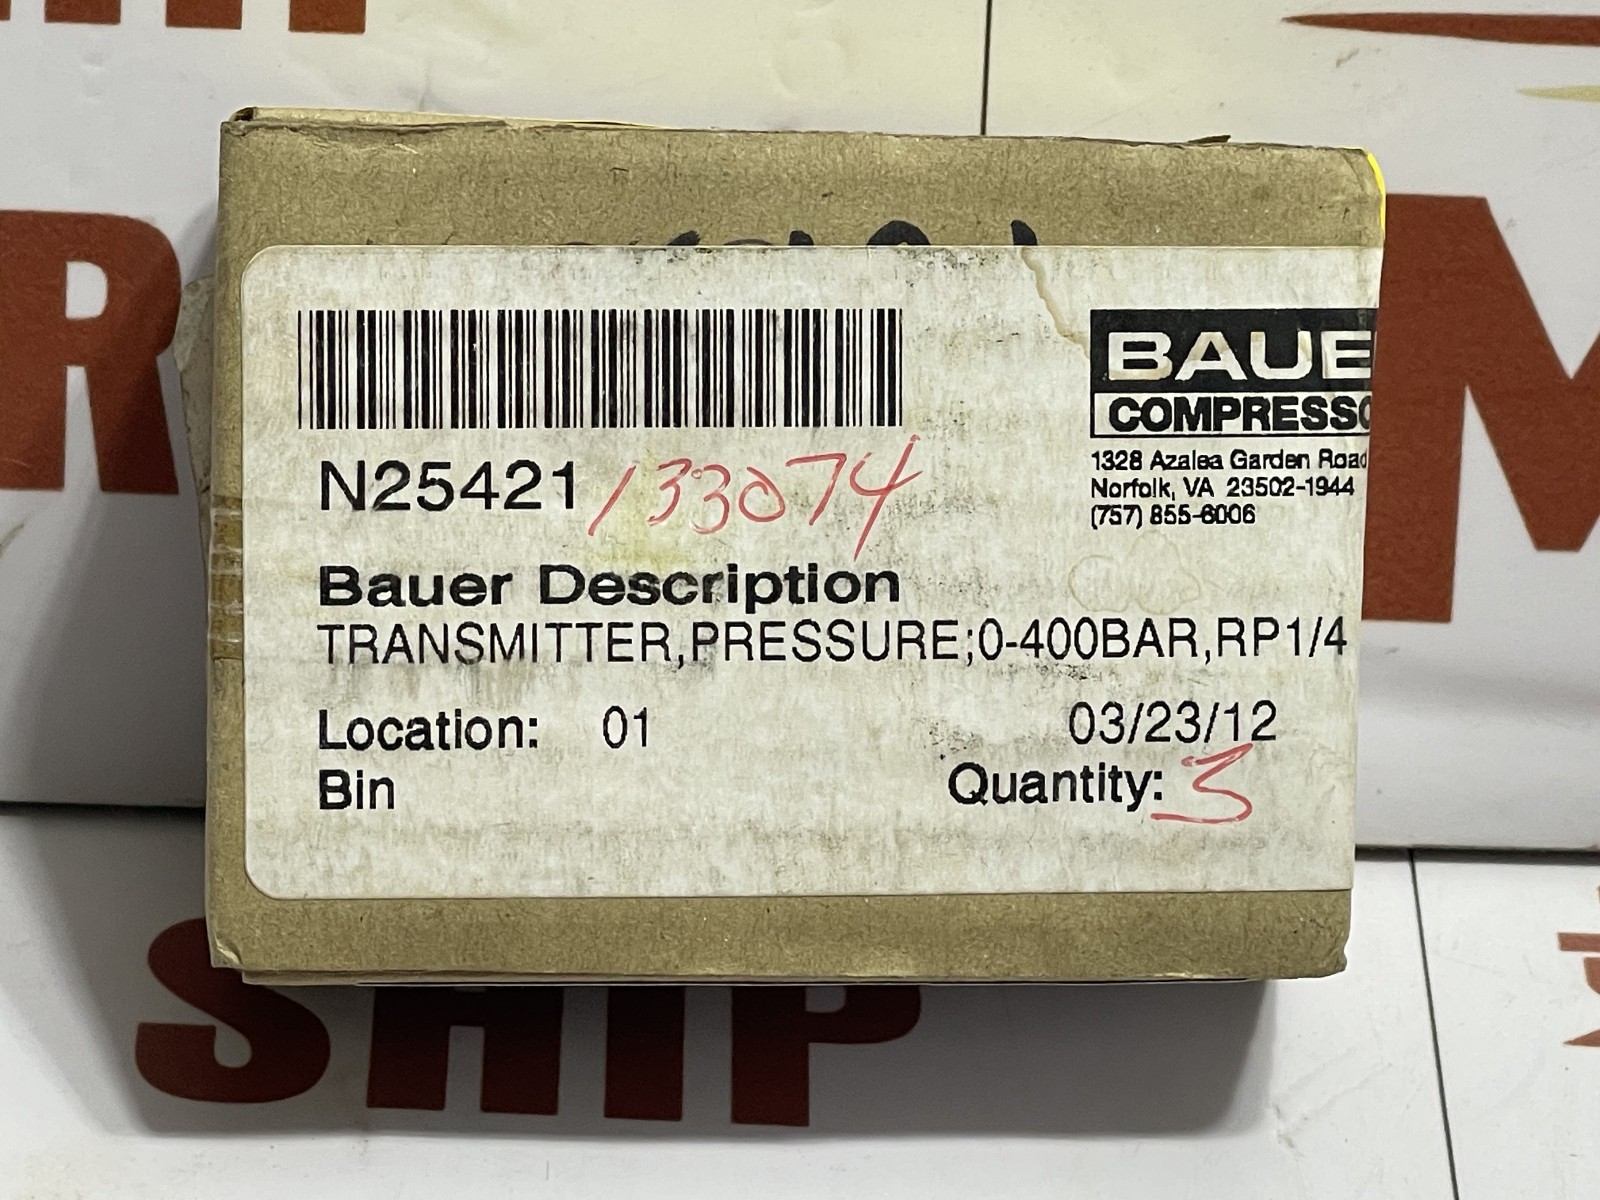 BAUE
COMPRESSO
1328 Azalea Garden Road
Norfolk, VA 23502-1944
(757) 855-6006
N25421 133074
Bauer Description
TRANSMITTER,PRESSURE;0-400BAR,RP1/4
Location: 01
03/23/12
Bin
Quantity: 3
SHIP